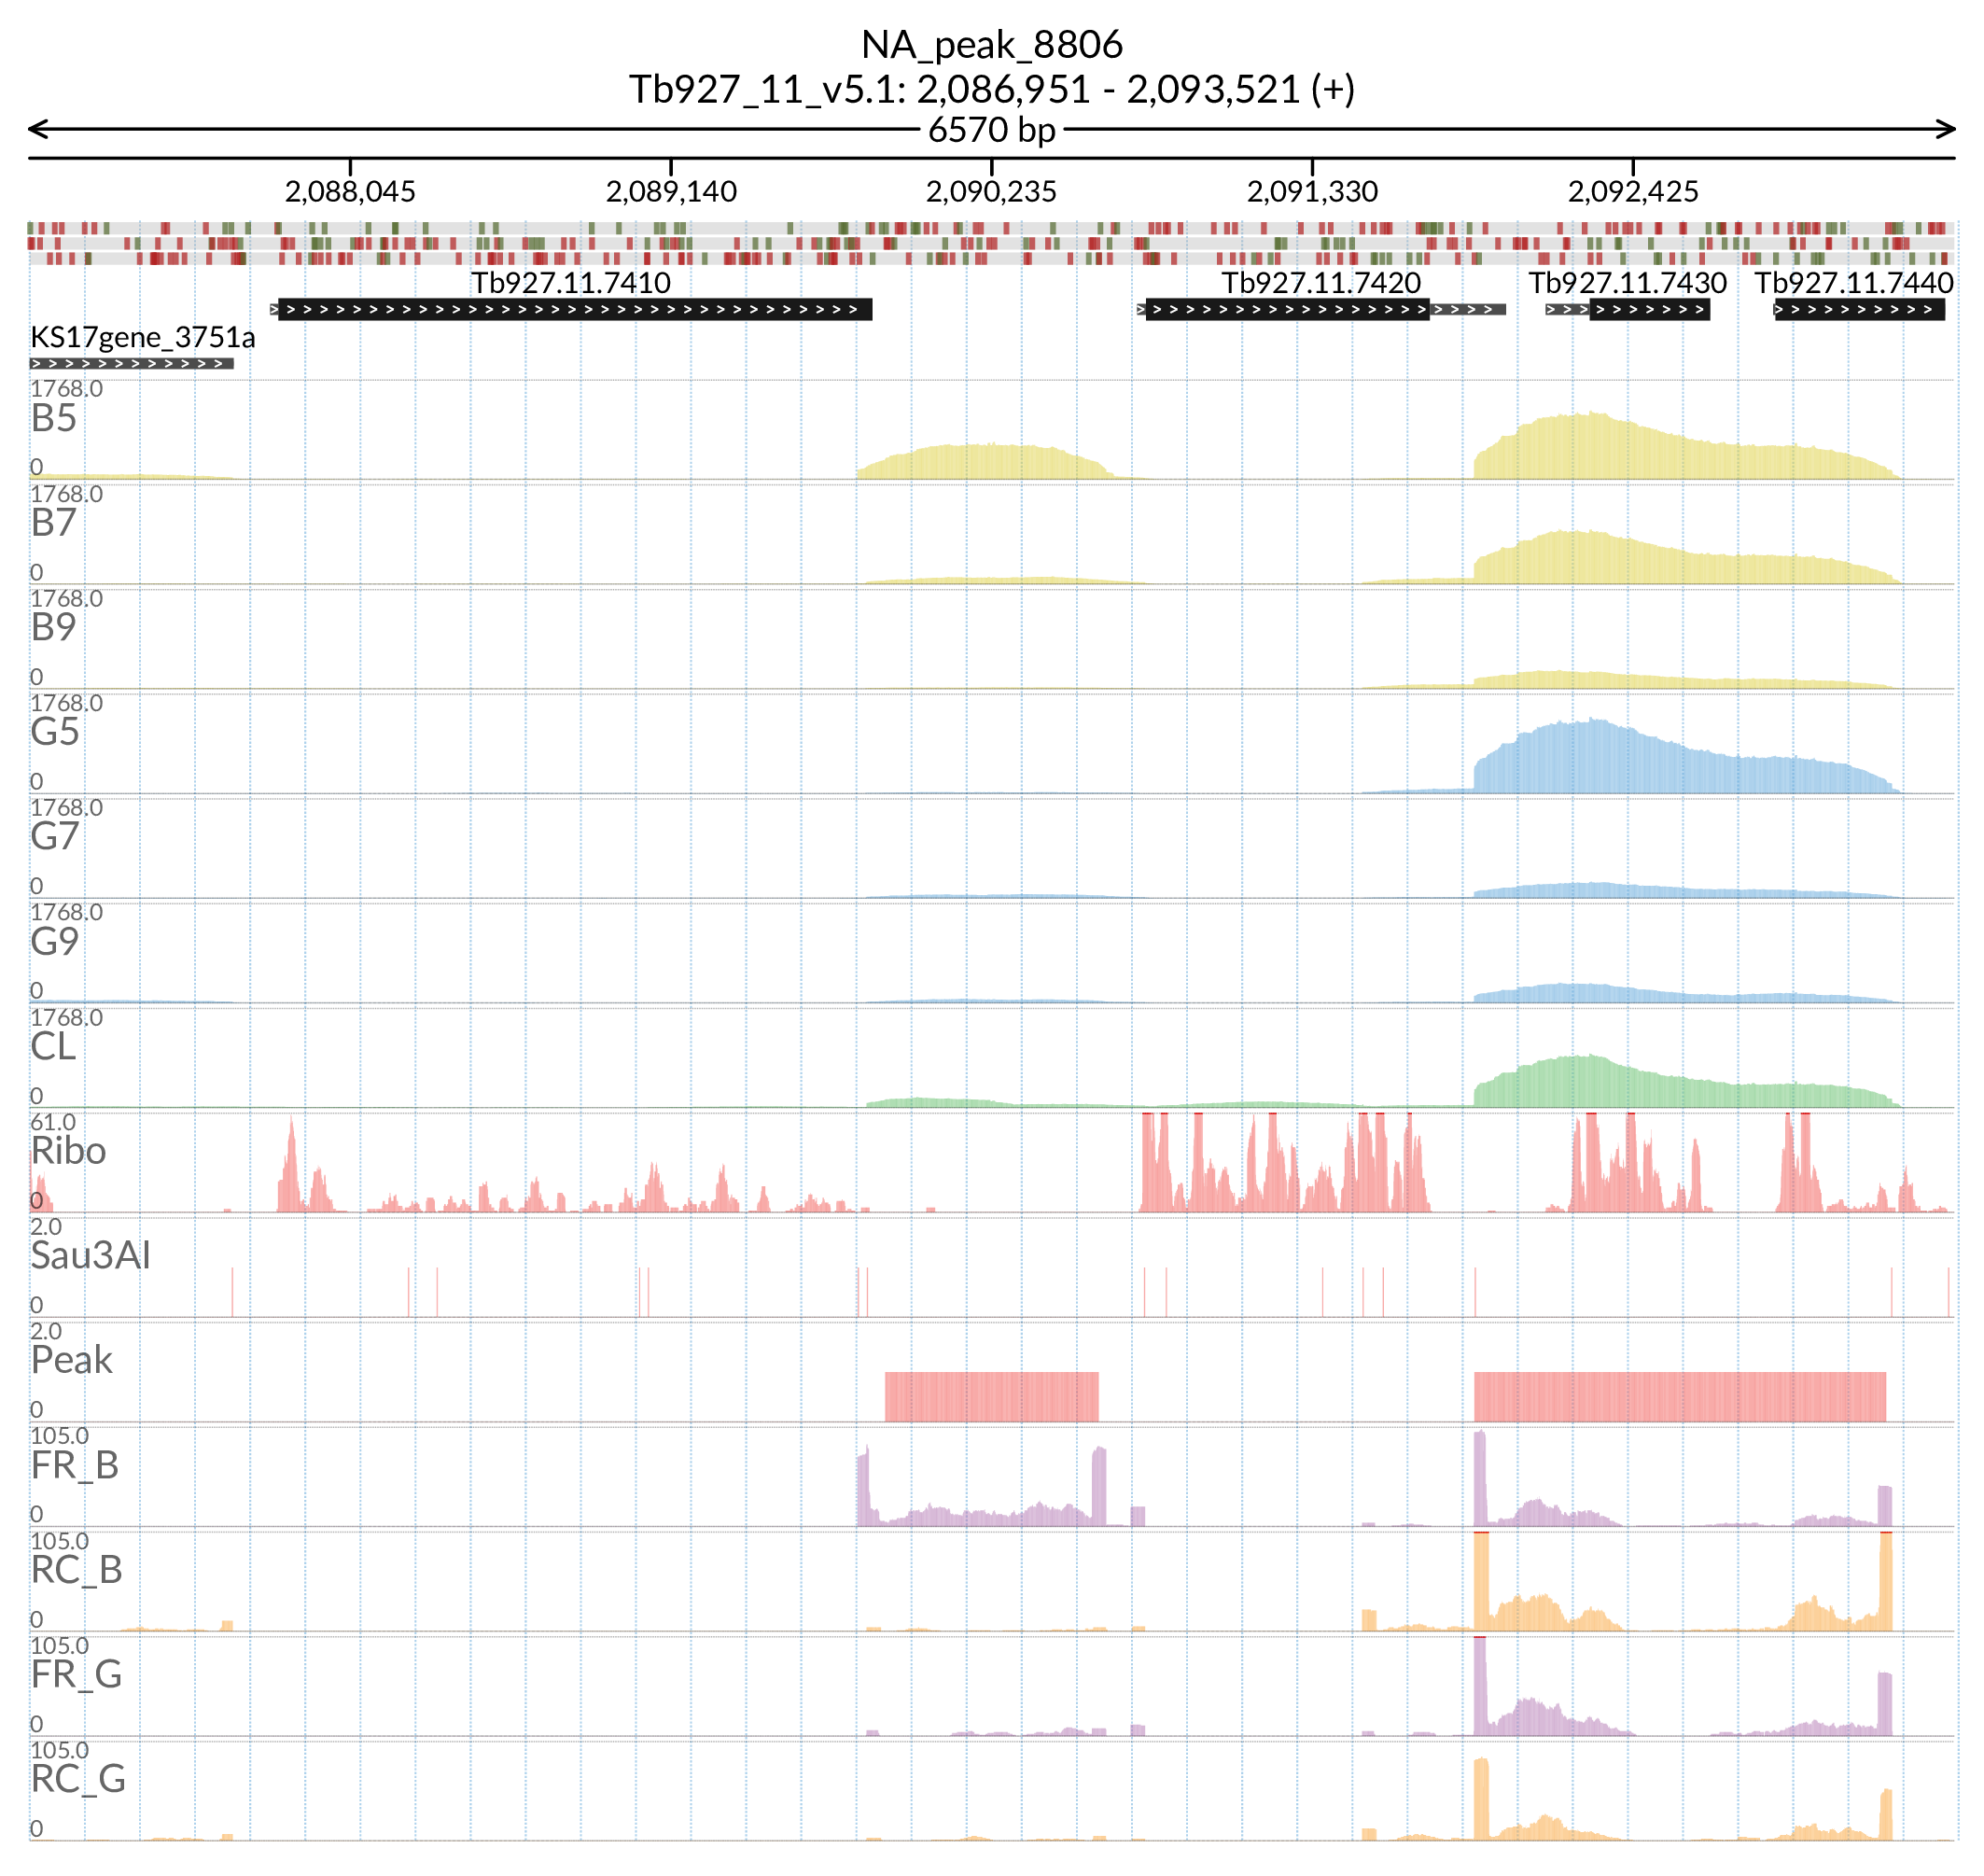 NA_peak_8806
Tb927_11_v5.1: 2,086,951 - 2,093,521 (+)
6570 bp
2,088,045 2,089,140 2,090,235 2,091,330 2,092,425
Tb927.11.7410 Tb927.11.7420 Tb927.11.7430 Tb927.11.7440
KS17gene_3751a
1768.0
B5
0
1768.0
B7
0
1768.0
B9
0
1768.0
G5
0
1768.0
G7
0
1768.0
G9
0
1768.0
CL
0
61.0
Ribo
0
2.0
Sau3AI
0
2.0
Peak
0
105.0
FR_B
0
105.0
RC_B
0
105.0
FR_G
0
105.0
RC_G
0